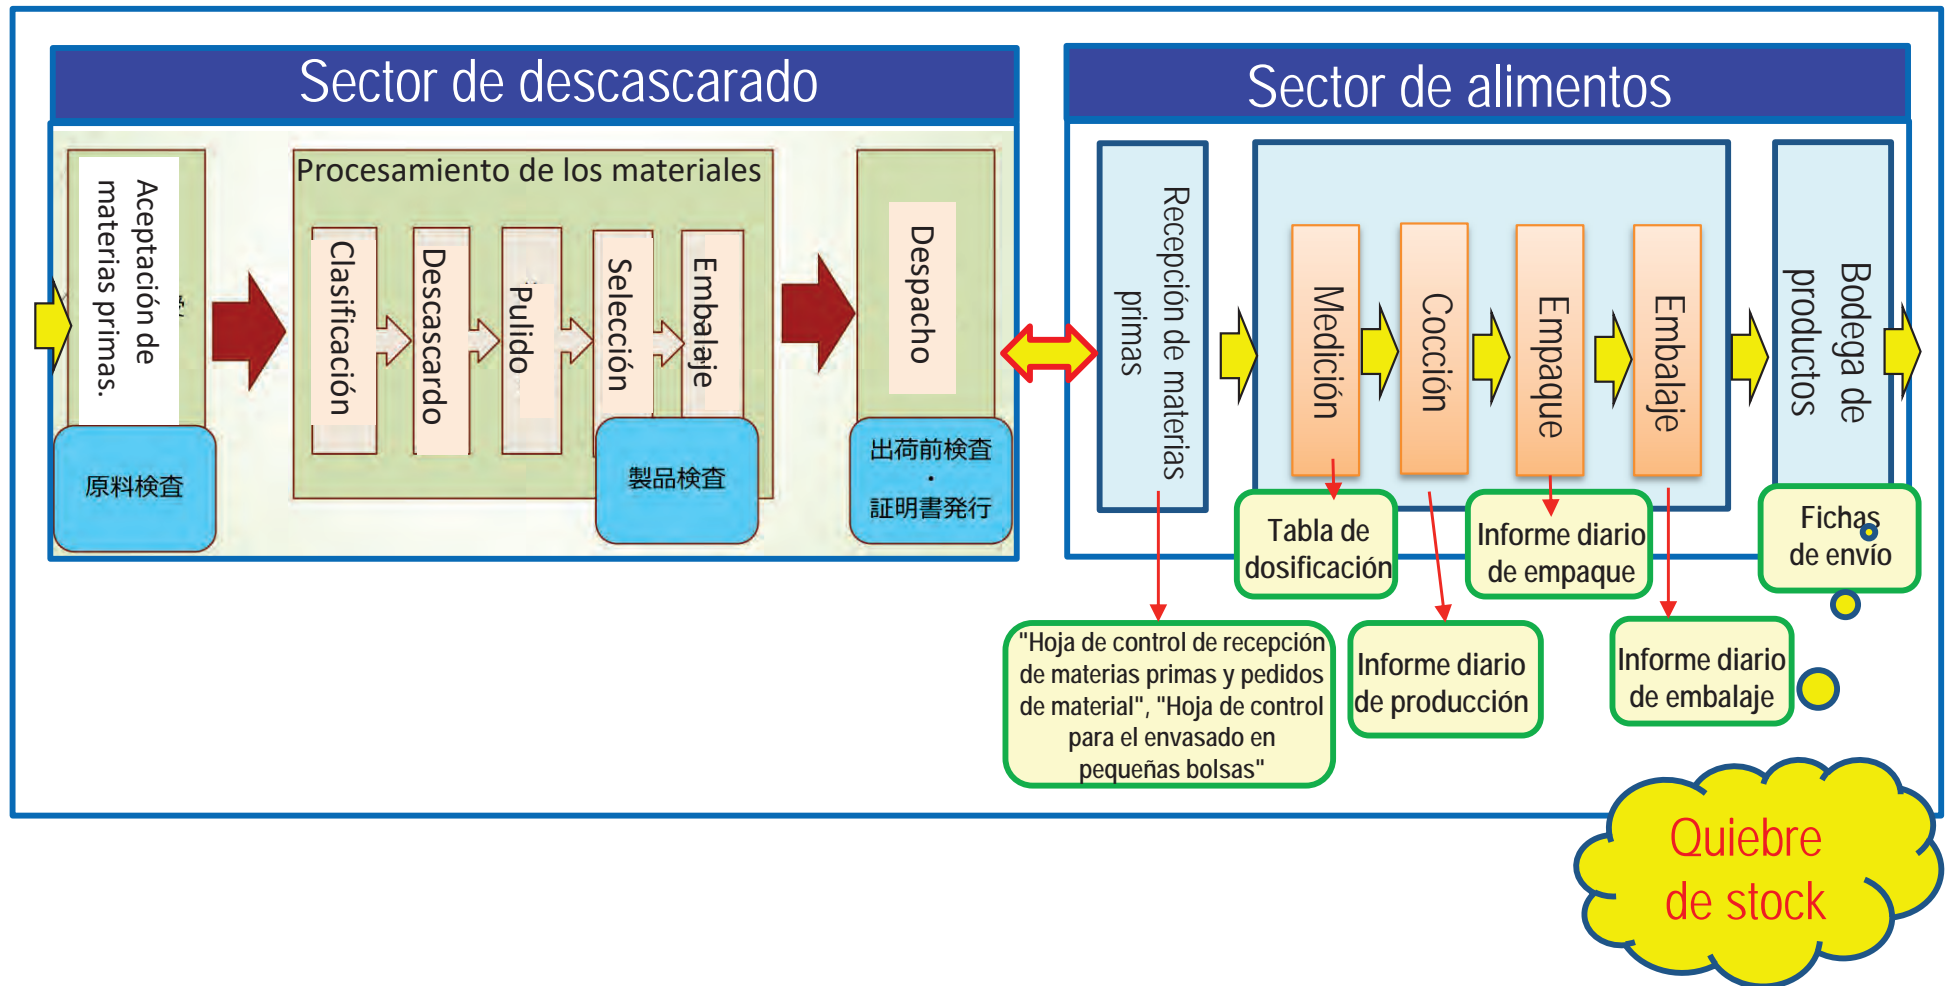 Sector de descascarado
Aceptación de
materias primas.
Procesamiento de los materiales
Clasificación
Descascardo
Pulido
Selección
Embalaje
Despacho
原料検査
製品検査
出荷前検査
・
証明書発行
Sector de alimentos
Recepción de materias
primas
Medición
Cocción
Empaque
Embalaje
Bodega de
productos
Tabla de
dosificación
Informe diario
de empaque
Fichas
de envío
"Hoja de control de recepción
de materias primas y pedidos
de material", "Hoja de control
para el envasado en
pequeñas bolsas"
Informe diario
de producción
Informe diario
de embalaje
Quiebre
de stock